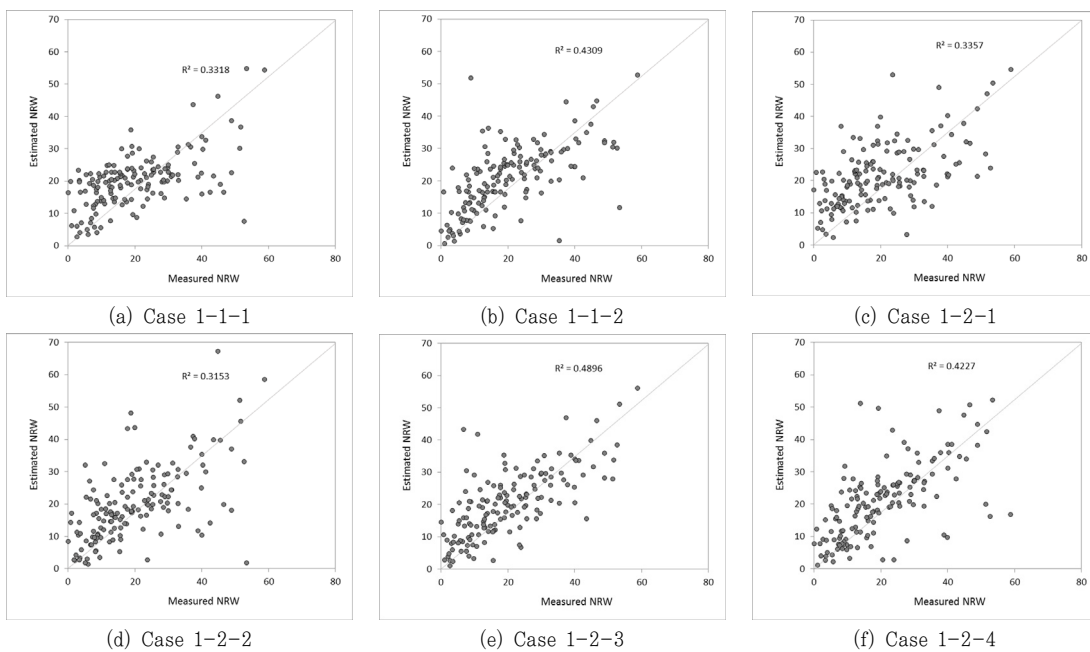 70
60
50
40
30
20
10
0
Estimated NRW
R² = 0.3318
0 20 40 60 80
Measured NRW
(a) Case 1-1-1
70
60
50
40
30
20
10
0
Estimated NRW
R² = 0.4309
0 20 40 60 80
Measured NRW
(b) Case 1-1-2
70
60
50
40
30
20
10
0
Estimated NRW
R² = 0.3357
0 20 40 60 80
Measured NRW
(c) Case 1-2-1
70
60
50
40
30
20
10
0
Estimated NRW
R² = 0.3153
0 20 40 60 80
Measured NRW
(d) Case 1-2-2
70
60
50
40
30
20
10
0
Estimated NRW
R² = 0.4896
0 20 40 60 80
Measured NRW
(e) Case 1-2-3
70
60
50
40
30
20
10
0
Estimated NRW
R² = 0.4227
0 20 40 60 80
Measured NRW
(f) Case 1-2-4